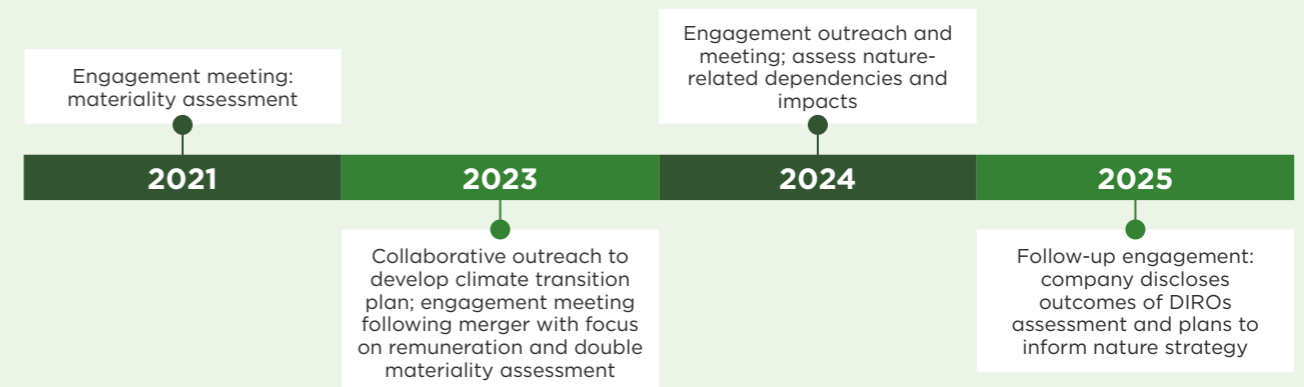 Engagement meeting:
materiality assessment
Engagement outreach and
meeting; assess nature-
related dependencies and
impacts
2021
2023
2024
2025
Collaborative outreach to
develop climate transition
plan; engagement meeting
following merger with focus
on remuneration and double
materiality assessment
Follow-up engagement:
company discloses
outcomes of DIROs
assessment and plans to
inform nature strategy